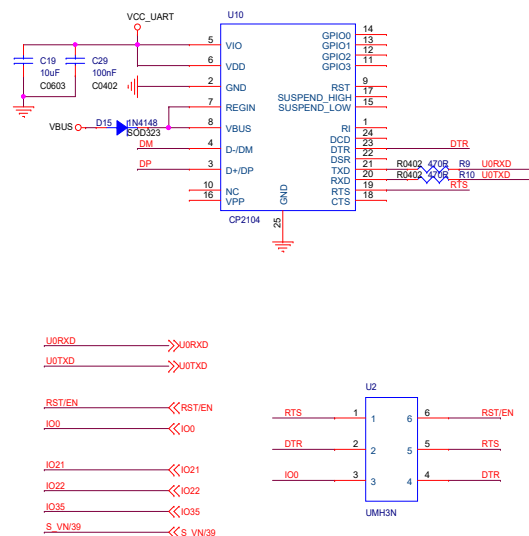 VCC_UART
U10
C19
10uF
C0603
C29
100nF
C0402
5 VIO
6 VDD
2 GND
7 REGIN
8 VBUS
4 D-/DM
3 D+/DP
10 NC
16 VPP
GND
25
GPIO0 14
GPIO1 13
GPIO2 12
GPIO3 11
RST 9
SUSPEND_HIGH 17
SUSPEND_LOW 15
RI 1
DCD 24
DTR 23 DTR
DSR 22
TXD 21 R0402 470R R9 U0RXD
RXD 20 R0402 470R R10 U0TXD
RTS 19 RTS
CTS 18
VBUS D15 1N4148
SOD323
DM
DP
CP2104
U0RXD U0RXD
U0TXD U0TXD
RST/EN RST/EN
IO0 IO0
IO21 IO21
IO22 IO22
IO35 IO35
S_VN/39 S_VN/39
U2
RTS 1 1 6 6 RST/EN
DTR 2 2 5 5 RTS
IO0 3 3 4 4 DTR
UMH3N